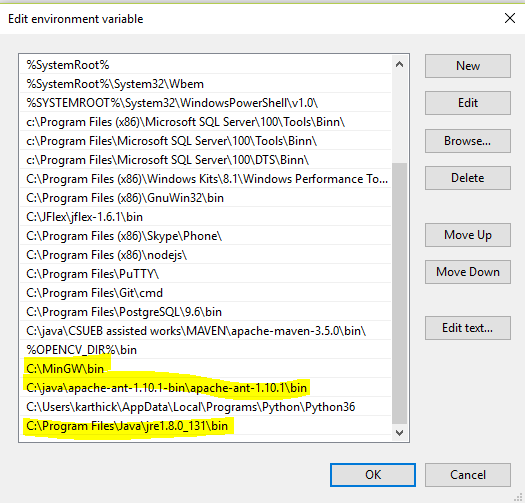 Edit environment variable
%SystemRoot%
%SystemRoot%\System32\Wbem
%SYSTEMROOT%\System32\WindowsPowerShell\v1.0\
c:\Program Files (x86)\Microsoft SQL Server\100\Tools\Binn\
c:\Program Files\Microsoft SQL Server\100\Tools\Binn\
c:\Program Files\Microsoft SQL Server\100\DTS\Binn\
C:\Program Files (x86)\Windows Kits\8.1\Windows Performance To...
C:\Program Files (x86)\GnuWin32\bin
C:\JFlex\jflex-1.6.1\bin
C:\Program Files (x86)\Skype\Phone\
C:\Program Files (x86)\nodejs\
C:\Program Files\PuTTY\
C:\Program Files\Git\cmd
C:\Program Files\PostgreSQL\9.6\bin
C:\java\CSUEB assisted works\MAVEN\apache-maven-3.5.0\bin\
%OPENCV_DIR%\bin
C:\MinGW\bin
C:\java\apache-ant-1.10.1-bin\apache-ant-1.10.1\bin
C:\Users\karthick\AppData\Local\Programs\Python\Python36
C:\Program Files\Java\jre1.8.0_131\bin
New
Edit
Browse...
Delete
Move Up
Move Down
Edit text...
OK
Cancel